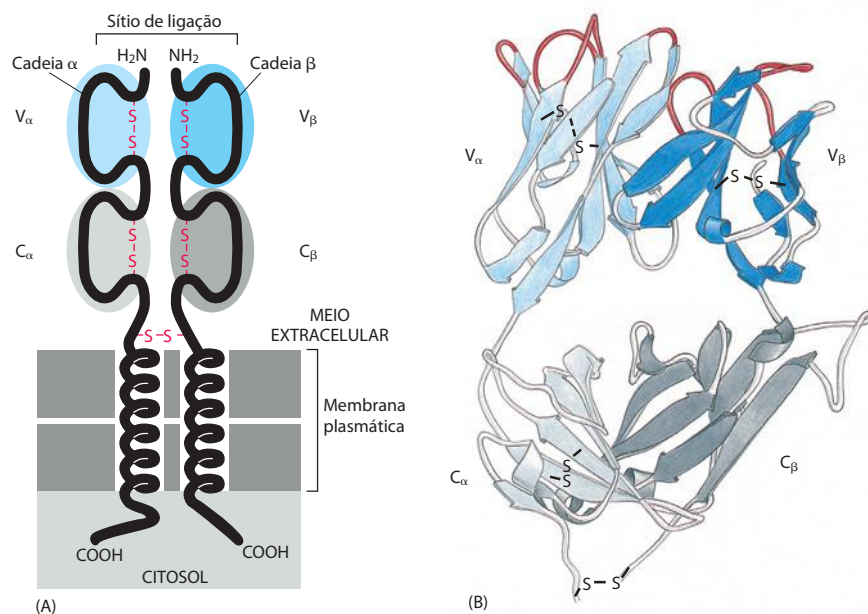 Sítio de ligação
H₂N NH₂
Cadeia α
Cadeia β
Vα
S
S
S
S
Vβ
Cα
S
S
S
S
Cβ
S S
MEIO
EXTRACELULAR
Membrana
plasmática
COOH
COOH
CITOSOL
(A)
(B)
Vα
S
S
Vβ
S S
Cα
S
S
Cβ
S S